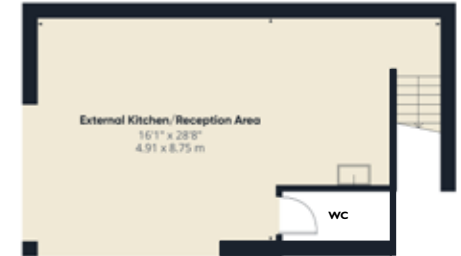 External Kitchen/Reception Area
16'1" x 28'8"
4.91 x 8.75 m
WC